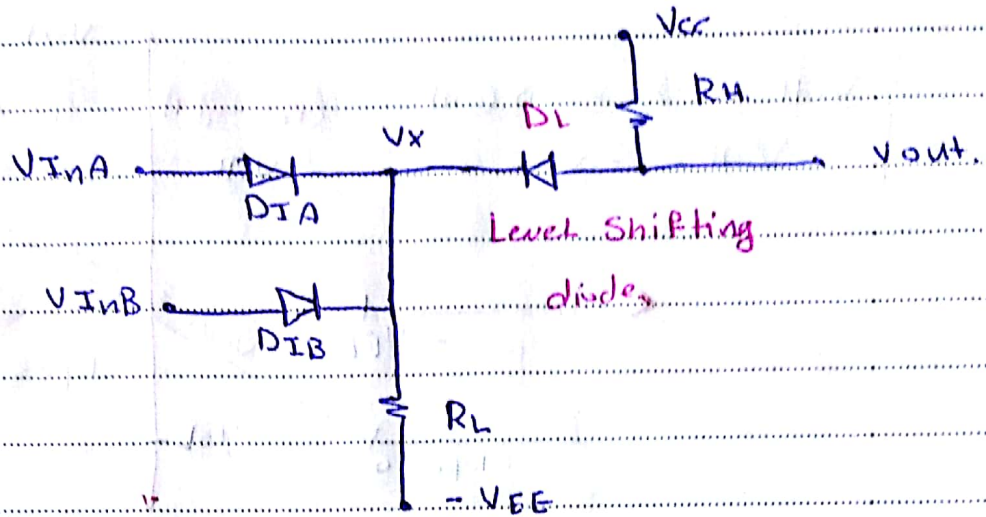 Vcc
RH
DL
Vx
VInA
Vout.
DIA
Level Shifting
diode
VInB
DIB
RL
- VEE